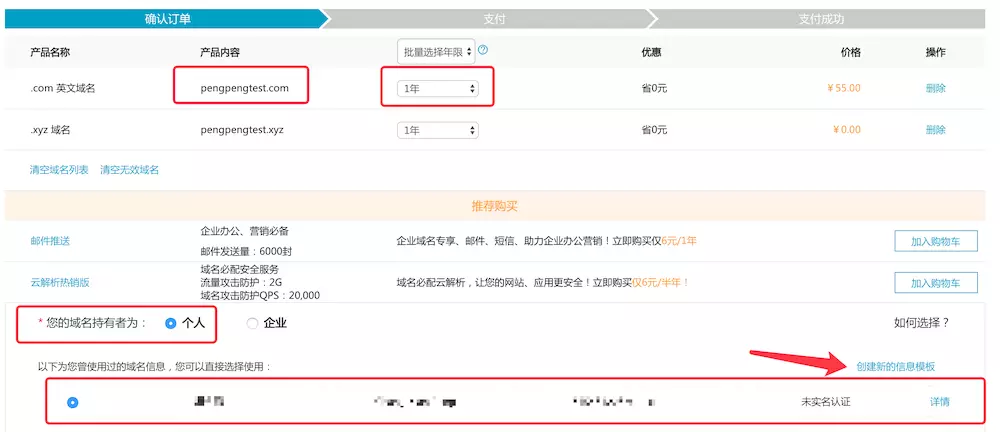 确认订单 支付 支付成功
产品名称 产品内容 批量选择年限 ? 优惠 价格 操作
.com 英文域名 pengpengtest.com 1年 省0元 ¥55.00 删除
.xyz 域名 pengpengtest.xyz 1年 省0元 ¥0.00 删除
清空域名列表 清空无效域名
推荐购买
邮件推送 企业办公、营销必备 企业域名专享、邮件、短信、助力企业办公营销！立即购买仅6元/1年 加入购物车
邮件发送量：6000封
域名必配安全服务
云解析热销版 流量攻击防护：2G 域名必配云解析，让您的网站、应用更安全！立即购买仅6元/半年！ 加入购物车
域名攻击防护QPS：20,000
* 您的域名持有者为： 个人 企业 如何选择？
以下为您曾使用过的域名信息，您可以直接选择使用： 创建新的信息模板
未实名认证 详情